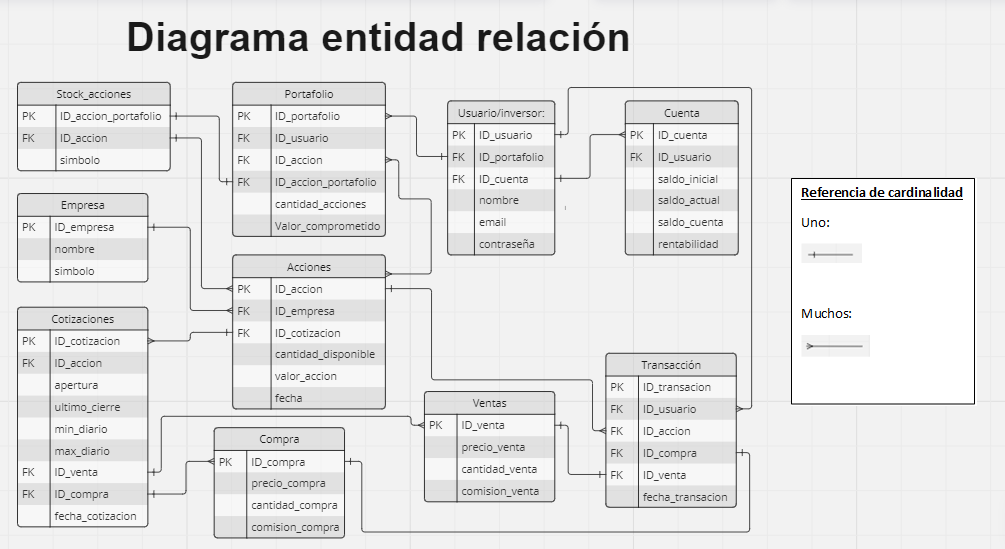 Diagrama entidad relación
Stock_acciones
PK ID_accion_portafolio
FK ID_accion
simbolo
Portafolio
PK ID_portafolio
FK ID_usuario
FK ID_accion
FK ID_accion_portafolio
cantidad_acciones
Valor_comprometido
Usuario/inversor:
PK ID_usuario
FK ID_portafolio
FK ID_cuenta
nombre
email
contraseña
Cuenta
PK ID_cuenta
FK ID_usuario
saldo_inicial
saldo_actual
saldo_cuenta
rentabilidad
Referencia de cardinalidad
Uno:
Muchos:
Empresa
PK ID_empresa
nombre
simbolo
Acciones
PK ID_accion
FK ID_empresa
FK ID_cotizacion
cantidad_disponible
valor_accion
fecha
Cotizaciones
PK ID_cotizacion
FK ID_accion
apertura
ultimo_cierre
min_diario
max_diario
FK ID_venta
FK ID_compra
fecha_cotizacion
Compra
PK ID_compra
precio_compra
cantidad_compra
comision_compra
Ventas
PK ID_venta
precio_venta
cantidad_venta
comision_venta
Transacción
PK ID_transacion
FK ID_usuario
FK ID_accion
FK ID_compra
FK ID_venta
fecha_transacion